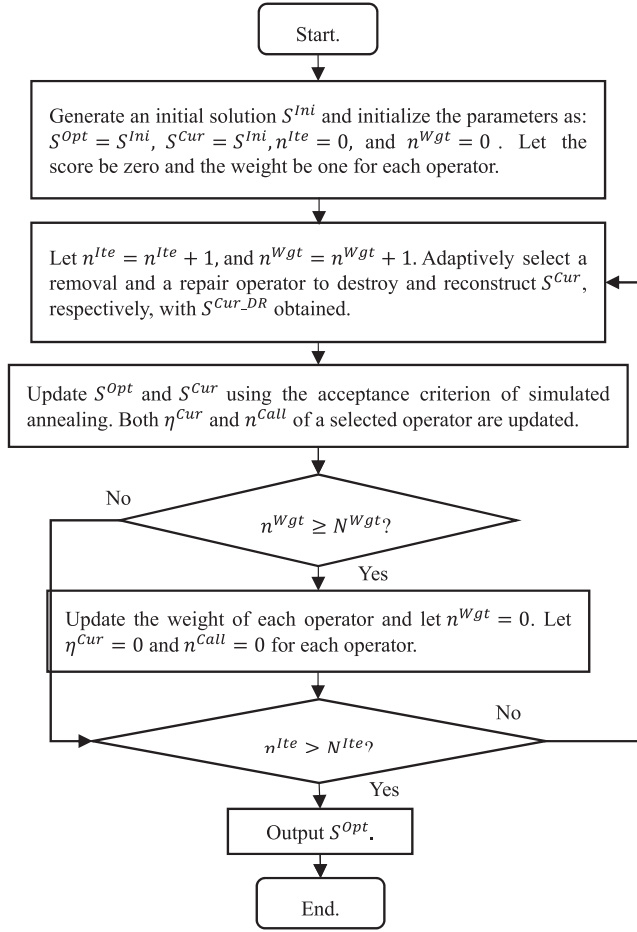 Start.
Generate an initial solution S^{Ini} and initialize the parameters as:
S^{Opt} = S^{Ini}, S^{Cur} = S^{Ini}, n^{Ite} = 0, and n^{Wgt} = 0 . Let the
score be zero and the weight be one for each operator.
Let n^{Ite} = n^{Ite} + 1, and n^{Wgt} = n^{Wgt} + 1. Adaptively select a
removal and a repair operator to destroy and reconstruct S^{Cur},
respectively, with S^{Cur_DR} obtained.
Update S^{Opt} and S^{Cur} using the acceptance criterion of simulated
annealing. Both η^{Cur} and n^{Call} of a selected operator are updated.
No
n^{Wgt} ≥ N^{Wgt}?
Yes
Update the weight of each operator and let n^{Wgt} = 0. Let
η^{Cur} = 0 and n^{Call} = 0 for each operator.
No
n^{Ite} > N^{Ite}?
Yes
Output S^{Opt}.
End.